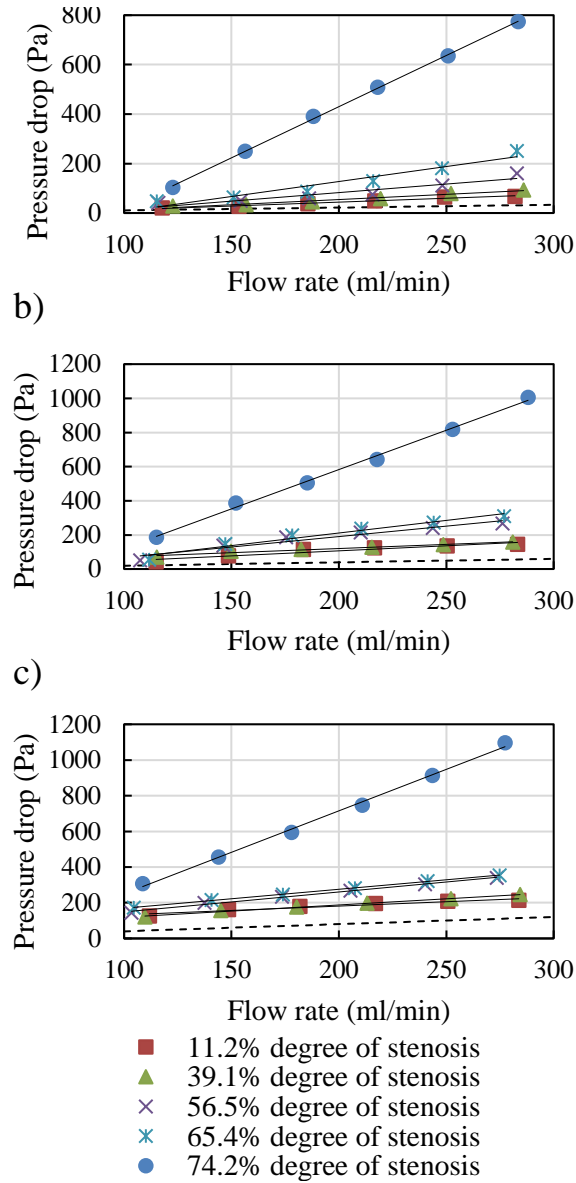 800
600
400
200
0
Pressure drop (Pa)
100 150 200 250 300
Flow rate (ml/min)
b)
1200
1000
800
600
400
200
0
Pressure drop (Pa)
100 150 200 250 300
Flow rate (ml/min)
c)
1200
1000
800
600
400
200
0
Pressure drop (Pa)
100 150 200 250 300
Flow rate (ml/min)
11.2% degree of stenosis
39.1% degree of stenosis
56.5% degree of stenosis
65.4% degree of stenosis
74.2% degree of stenosis